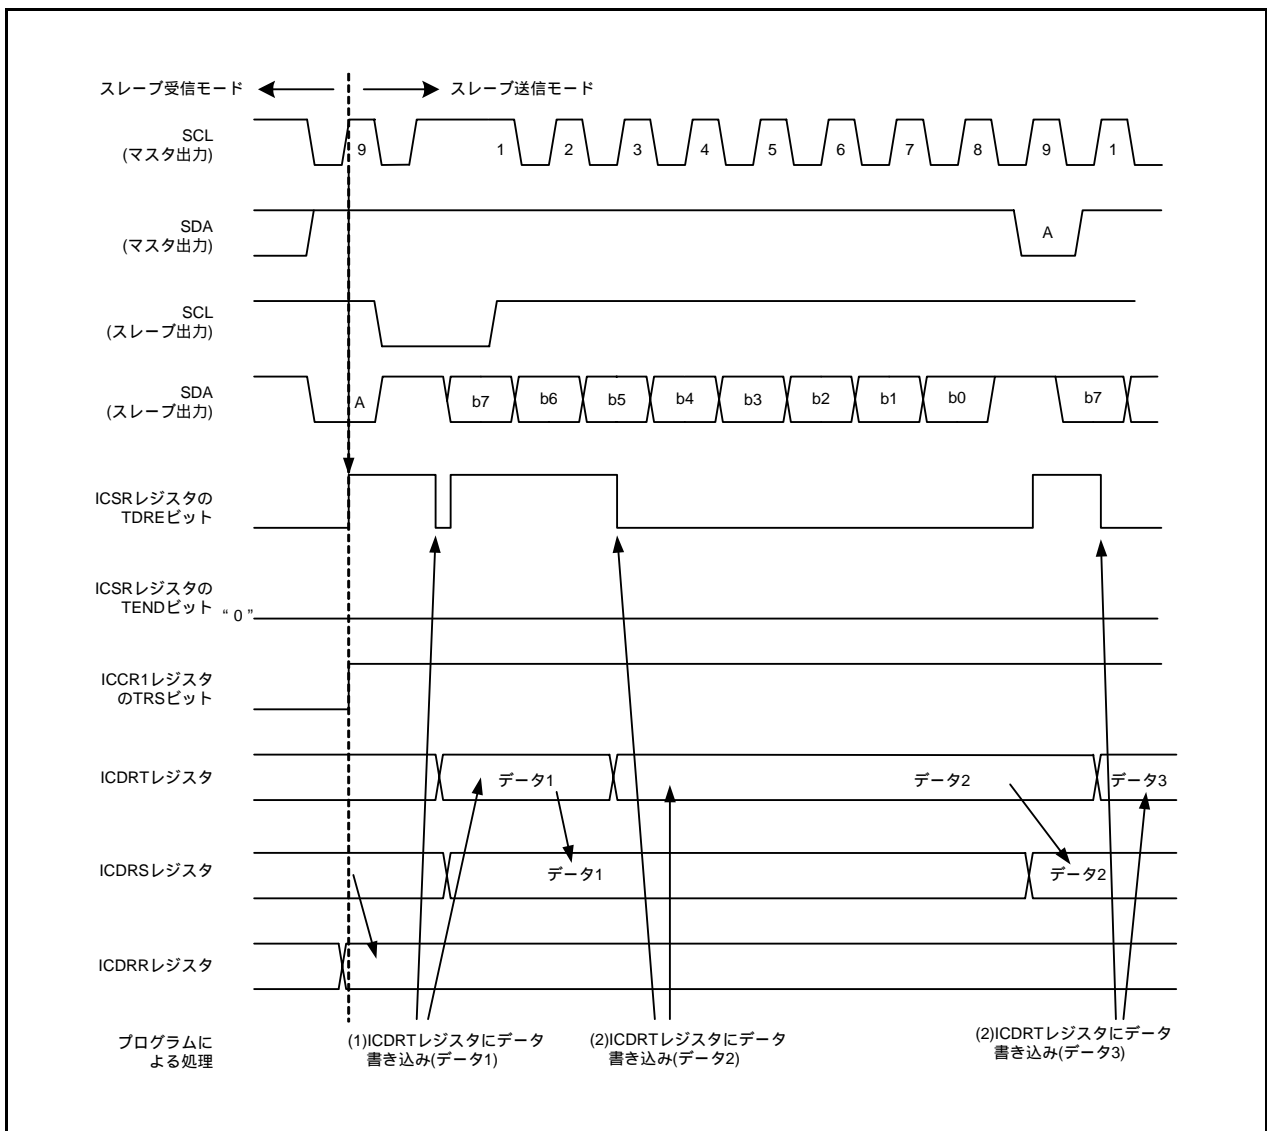 スレーブ受信モード スレーブ送信モード
SCL
(マスタ出力)
9 1 2 3 4 5 6 7 8 9 1
SDA
(マスタ出力)
A
SCL
(スレーブ出力)
SDA
(スレーブ出力)
A b7 b6 b5 b4 b3 b2 b1 b0 b7
ICSRレジスタの
TDREビット
ICSRレジスタの
TENDビット
“0”
ICCR1レジスタ
のTRSビット
ICDRTレジスタ
データ1 データ2 データ3
ICDRSレジスタ
データ1 データ2
ICDRRレジスタ
プログラムに
よる処理
(1)ICDRTレジスタにデータ
書き込み(データ1)
(2)ICDRTレジスタにデータ
書き込み(データ2)
(2)ICDRTレジスタにデータ
書き込み(データ3)